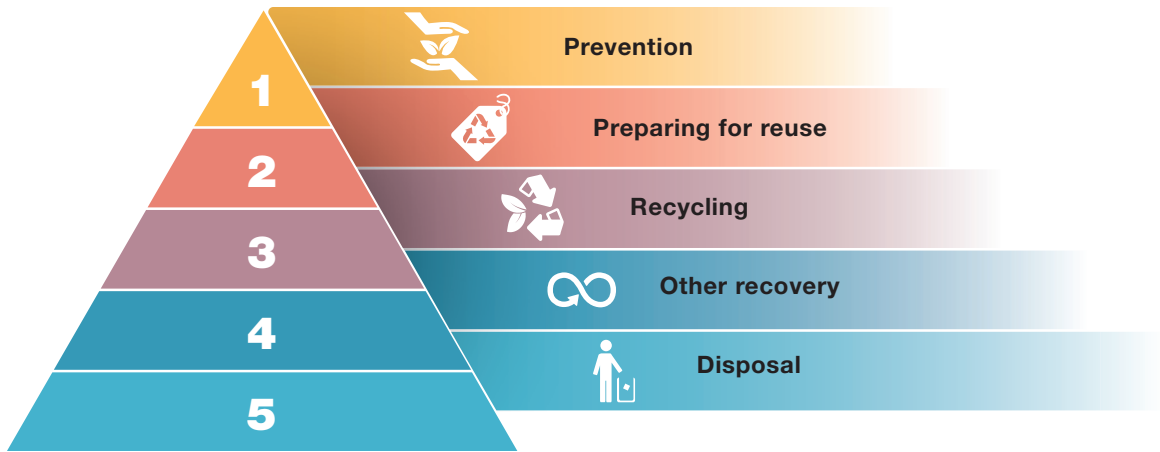 1
Prevention
2
Preparing for reuse
3
Recycling
4
Other recovery
5
Disposal